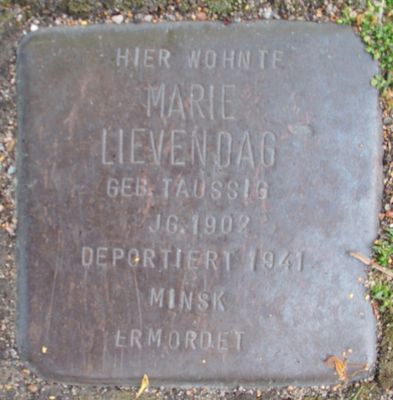 HIER WOHNTE
MARIE
LIEVENDAG
GEB. TAUSSIG
JG. 1902
DEPORTIERT 1941
MINSK
ERMORDET